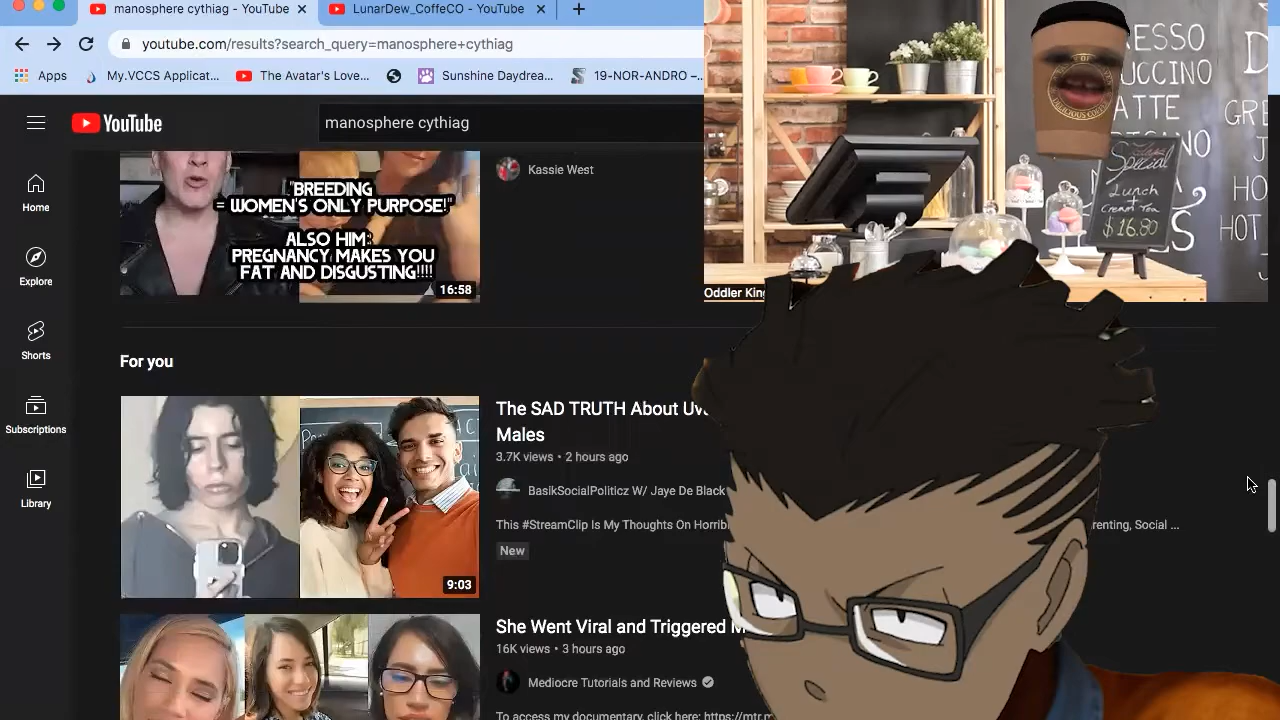 manosphere cythiag - YouTube
LunarDew_CoffeCO - YouTube
youtube.com/results?search_query=manosphere+cythiag
Apps
My.VCCS Applicat...
The Avatar's Love...
Sunshine Daydrea...
19-NOR-ANDRO –...
YouTube
manosphere cythiag
Home
Explore
Shorts
Subscriptions
Library
"BREEDING
= WOMEN'S ONLY PURPOSE!"
ALSO HIM:
PREGNANCY MAKES YOU
FAT AND DISGUSTING!!!!
16:58
Kassie West
For you
9:03
The SAD TRUTH About
Males
3.7K views • 2 hours ago
BasikSocialPoliticz W/ Jaye De Black
This #StreamClip Is My Thoughts On
Social ...
New
She Went Viral and Triggered
16K views • 3 hours ago
Mediocre Tutorials and Reviews
To access my documentary, click here:
RESSO
UCCINO
ATTE
Special
Lunch
Cream Tea
$16.80
GRE
HO
HOT
DELICIOUS COFFEE
Oddler King